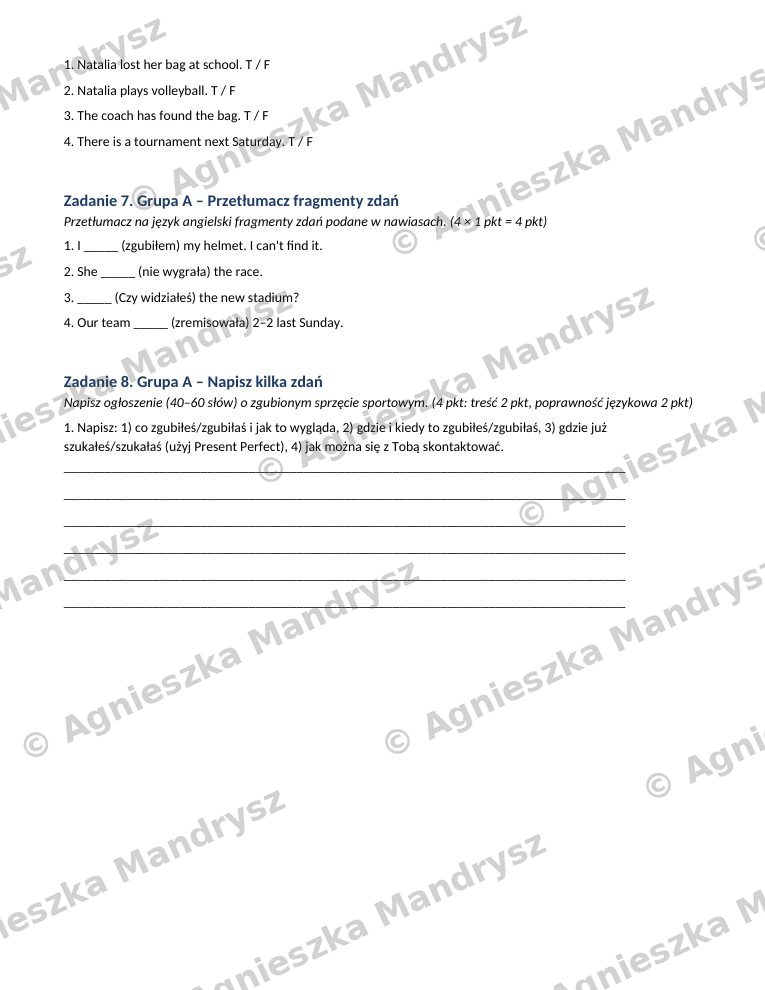 1. Natalia lost her bag at school. T / F
2. Natalia plays volleyball. T / F
3. The coach has found the bag. T / F
4. There is a tournament next Saturday. T / F
Zadanie 7. Grupa A – Przetłumacz fragmenty zdań
Przetłumacz na język angielski fragmenty zdań podane w nawiasach. (4 × 1 pkt = 4 pkt)
1. I _____ (zgubiłem) my helmet. I can't find it.
2. She _____ (nie wygrała) the race.
3. _____ (Czy widziałeś) the new stadium?
4. Our team _____ (zremisowała) 2–2 last Sunday.
Zadanie 8. Grupa A – Napisz kilka zdań
Napisz ogłoszenie (40–60 słów) o zgubionym sprzęcie sportowym. (4 pkt: treść 2 pkt, poprawność językowa 2 pkt)
1. Napisz: 1) co zgubiłeś/zgubiłaś i jak to wygląda, 2) gdzie i kiedy to zgubiłeś/zgubiłaś, 3) gdzie już
szukałeś/szukałaś (użyj Present Perfect), 4) jak można się z Tobą skontaktować.
© Agnieszka Mandrysz